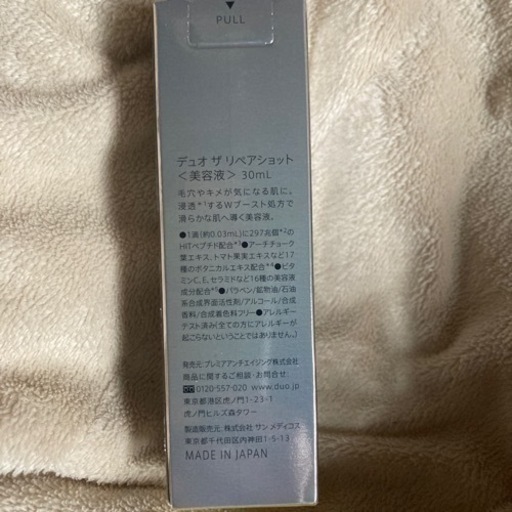 PULL
デュオ ザ リペアショット
＜美容液＞ 30mL
毛穴やキメが気になる肌に。
浸透*1するWブースト処方で
滑らかな肌へ導く美容液。
●1滴(約0.03mL)に297兆個*2の
HITペプチド配合*3●アーチチョーク
葉エキス、トマト果実エキスなど17
種のボタニカルエキス配合*4●ビタ
ミンC、E、セラミドなど16種の美容液
成分配合*5●パラベン/鉱物油/石油
系合成界面活性剤/アルコール/合成
香料/合成着色料フリー●アレルギー
テスト済み(全ての方にアレルギーが
起こらないということではありません。)
発売元：プレミアアンチエイジング株式会社
商品に関するご相談・お問合せ：
0120-557-020 www.duo.jp
東京都港区虎ノ門1-23-1
虎ノ門ヒルズ森タワー
製造販売元：株式会社 サン メディコス
東京都千代田区内神田1-5-13
MADE IN JAPAN